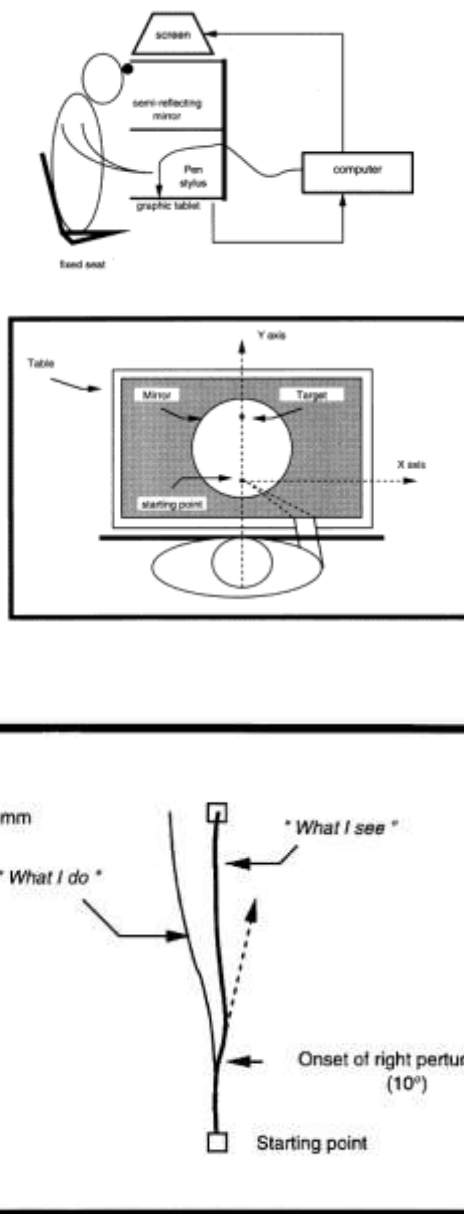 screen
semi-reflecting
mirror
Pen
stylus
computer
graphic tablet
fixed seat
Y axis
Table
Mirror
Target
X axis
starting point
mm
" What I see "
" What I do "
Onset of right pertur
(10º)
Starting point